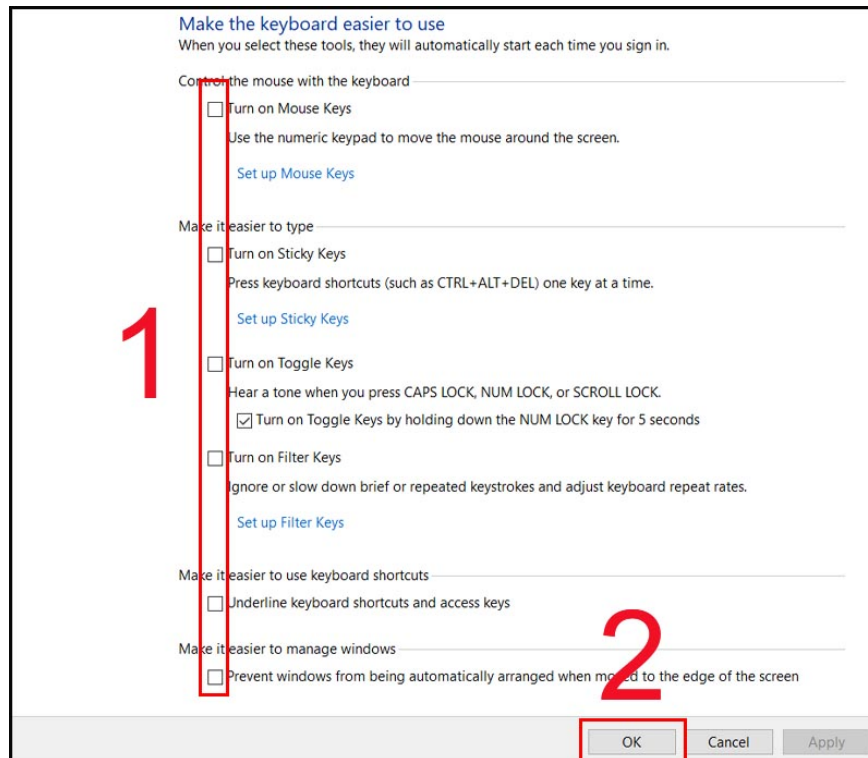 Make the keyboard easier to use
When you select these tools, they will automatically start each time you sign in.
Control the mouse with the keyboard
Turn on Mouse Keys
Use the numeric keypad to move the mouse around the screen.
Set up Mouse Keys
Make it easier to type
Turn on Sticky Keys
Press keyboard shortcuts (such as CTRL+ALT+DEL) one key at a time.
Set up Sticky Keys
1
Turn on Toggle Keys
Hear a tone when you press CAPS LOCK, NUM LOCK, or SCROLL LOCK.
Turn on Toggle Keys by holding down the NUM LOCK key for 5 seconds
Turn on Filter Keys
Ignore or slow down brief or repeated keystrokes and adjust keyboard repeat rates.
Set up Filter Keys
Make it easier to use keyboard shortcuts
Underline keyboard shortcuts and access keys
Make it easier to manage windows
2
Prevent windows from being automatically arranged when moved to the edge of the screen
OK Cancel Apply